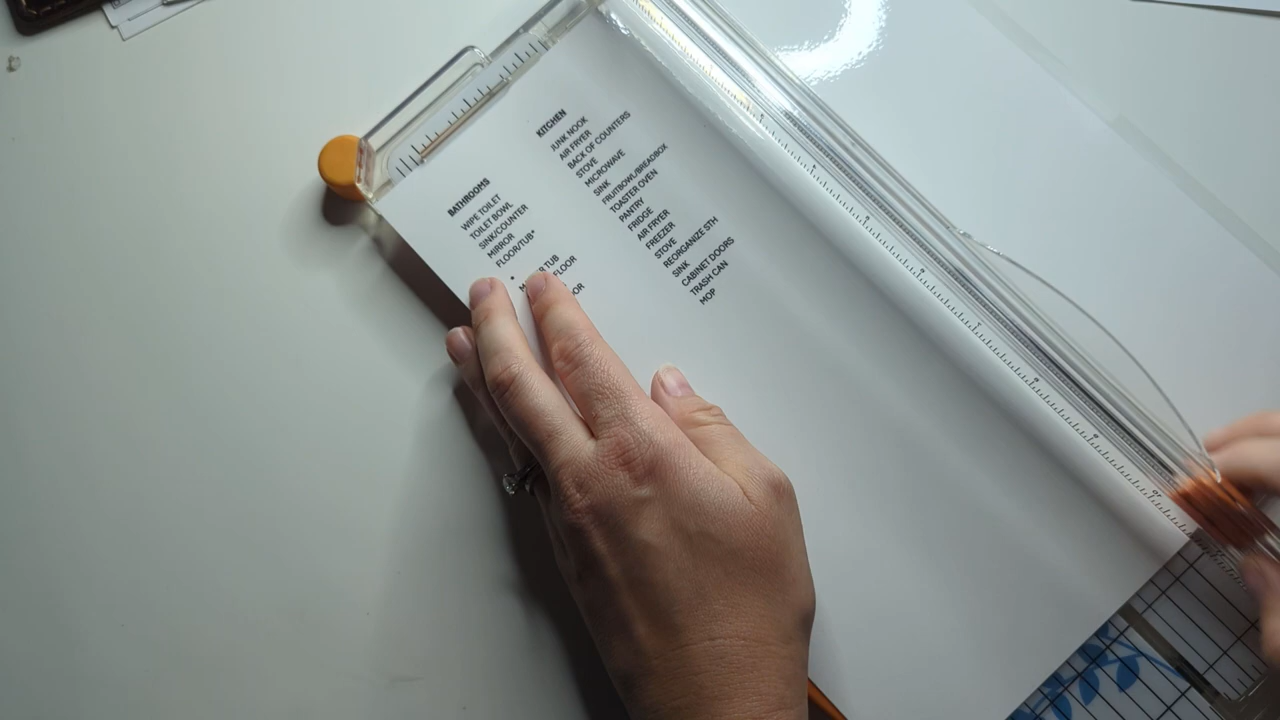 BATHROOMS
WIPE TOILET
TOILET BOWL
SINK/COUNTER
MIRROR
FLOOR/TUB*
*
TUB
FLOOR
KITCHEN
JUNK NOOK
AIR FRYER
BACK OF COUNTERS
STOVE
MICROWAVE
SINK
FRUITBOWL/BREADBOX
TOASTER OVEN
PANTRY
FRIDGE
AIR FRYER
FREEZER
STOVE
REORGANIZE STH
SINK
CABINET DOORS
TRASH CAN
MOP